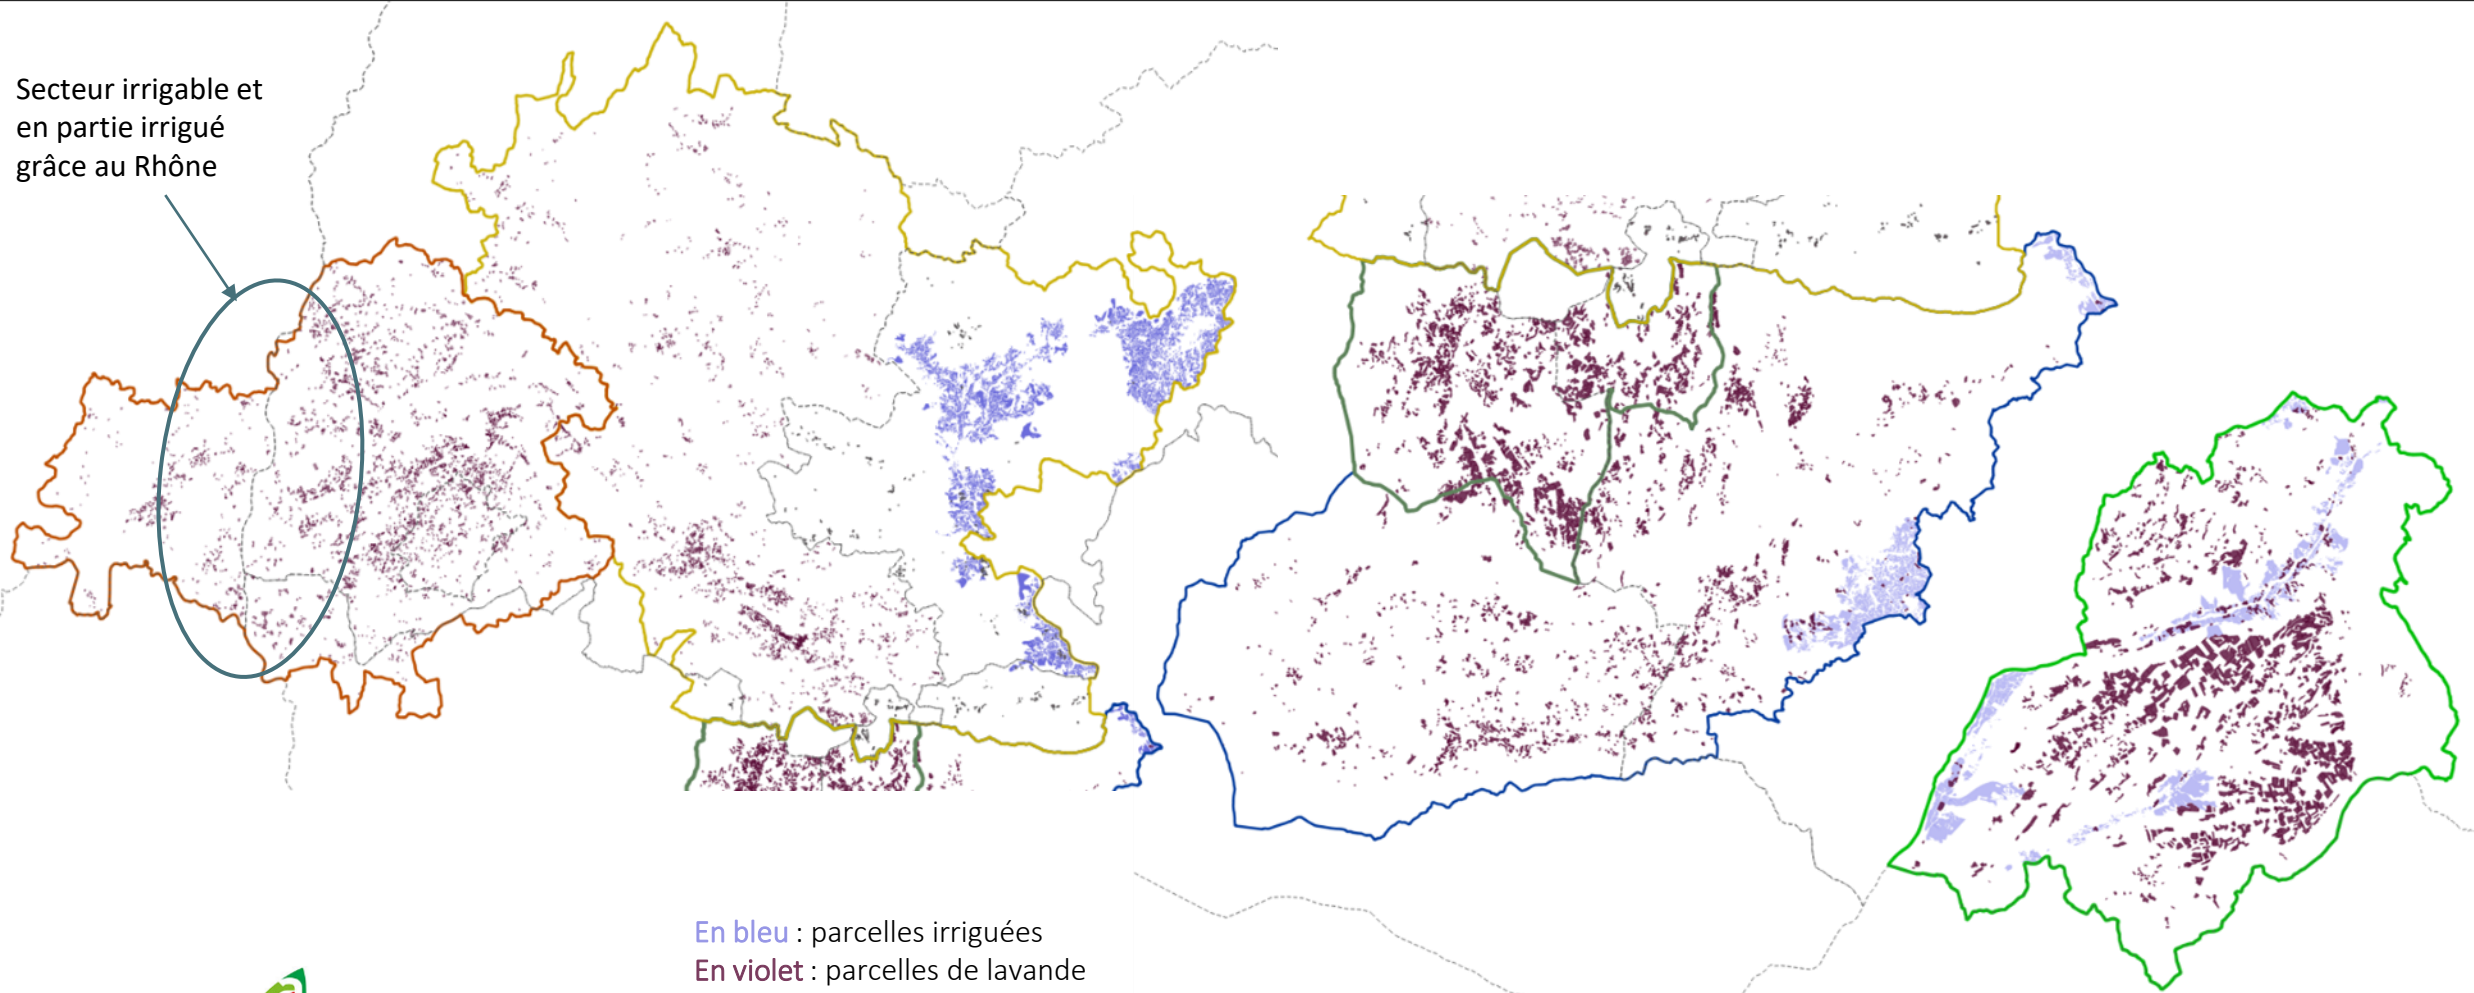 Secteur irrigable et
en partie irrigué
grâce au Rhône
En bleu : parcelles irriguées
En violet : parcelles de lavande